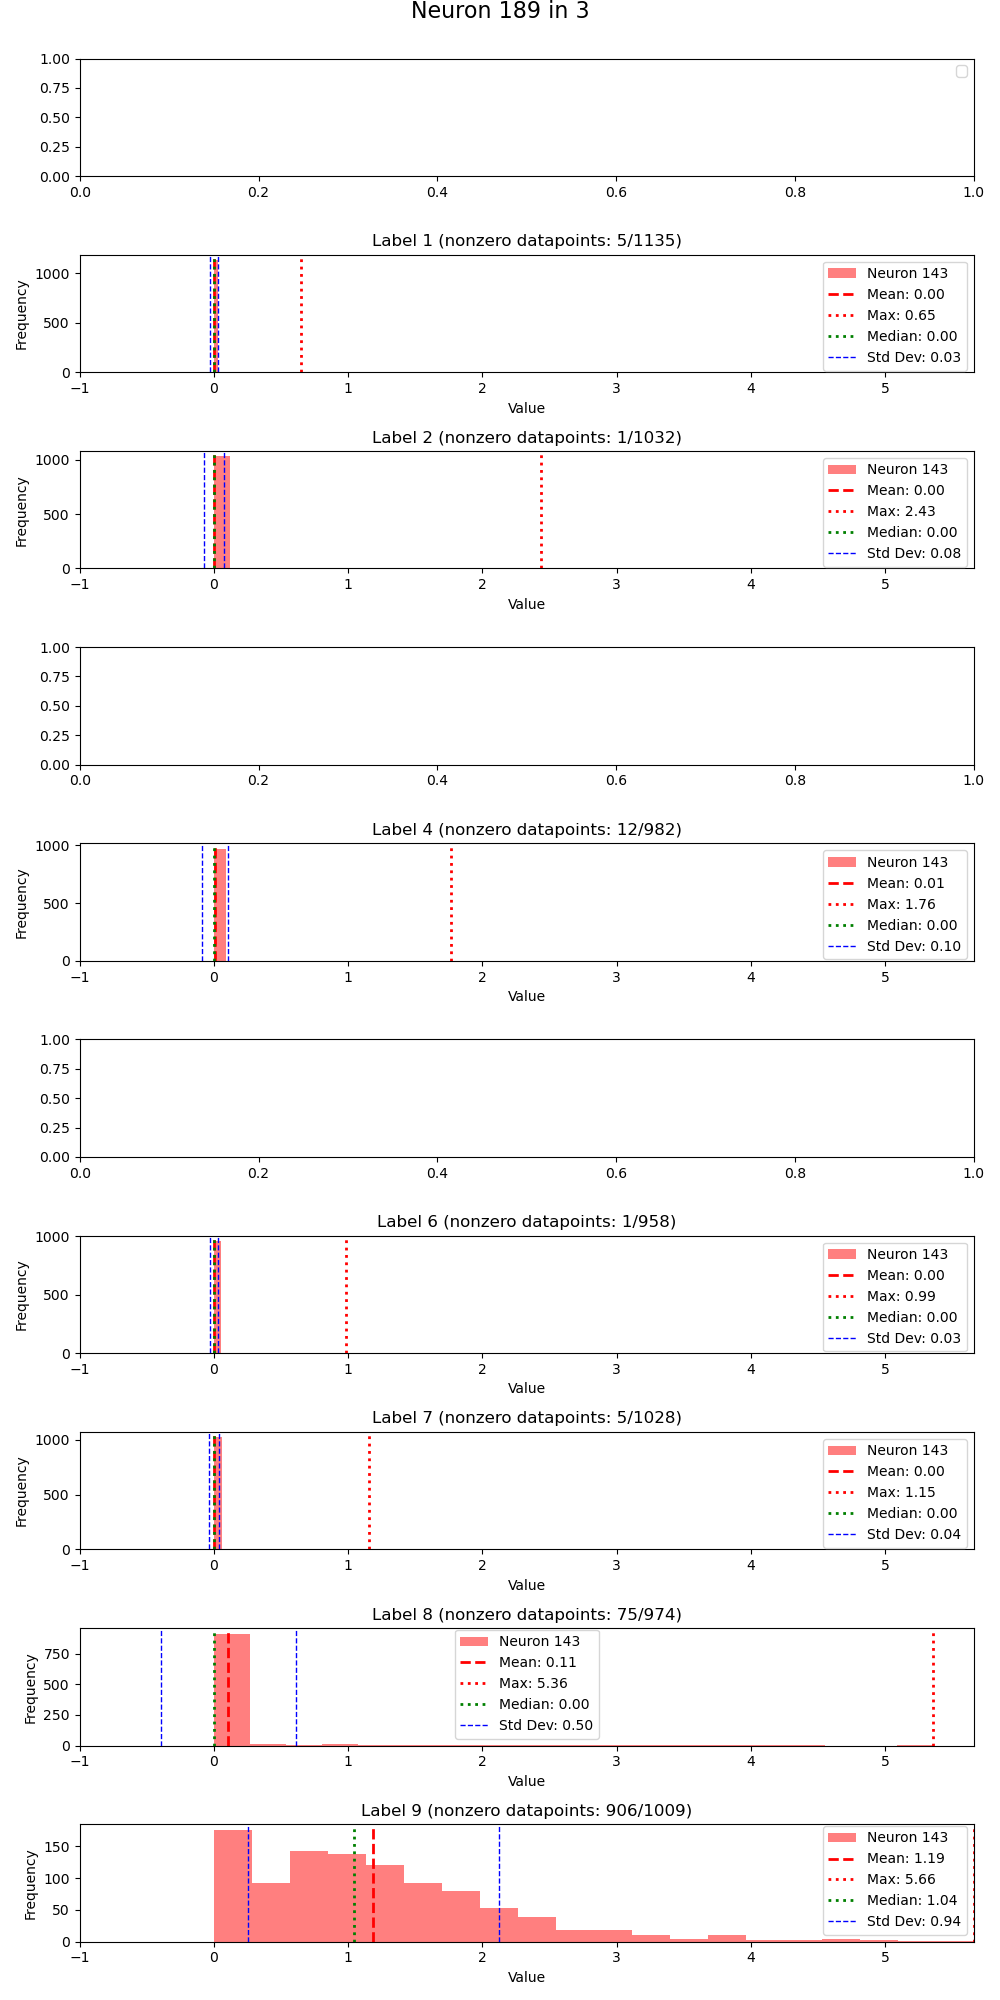 Neuron 189 in 3
1.00
0.75
0.50
0.25
0.00
0.0 0.2 0.4 0.6 0.8 1.0
Label 1 (nonzero datapoints: 5/1135)
Frequency
1000
500
0
Neuron 143
Mean: 0.00
Max: 0.65
Median: 0.00
Std Dev: 0.03
−1 0 1 2 3 4 5
Value
Label 2 (nonzero datapoints: 1/1032)
Frequency
1000
500
0
Neuron 143
Mean: 0.00
Max: 2.43
Median: 0.00
Std Dev: 0.08
−1 0 1 2 3 4 5
Value
1.00
0.75
0.50
0.25
0.00
0.0 0.2 0.4 0.6 0.8 1.0
Label 4 (nonzero datapoints: 12/982)
Frequency
1000
500
0
Neuron 143
Mean: 0.01
Max: 1.76
Median: 0.00
Std Dev: 0.10
−1 0 1 2 3 4 5
Value
1.00
0.75
0.50
0.25
0.00
0.0 0.2 0.4 0.6 0.8 1.0
Label 6 (nonzero datapoints: 1/958)
Frequency
1000
500
0
Neuron 143
Mean: 0.00
Max: 0.99
Median: 0.00
Std Dev: 0.03
−1 0 1 2 3 4 5
Value
Label 7 (nonzero datapoints: 5/1028)
Frequency
1000
500
0
Neuron 143
Mean: 0.00
Max: 1.15
Median: 0.00
Std Dev: 0.04
−1 0 1 2 3 4 5
Value
Label 8 (nonzero datapoints: 75/974)
Frequency
750
500
250
0
Neuron 143
Mean: 0.11
Max: 5.36
Median: 0.00
Std Dev: 0.50
−1 0 1 2 3 4 5
Value
Label 9 (nonzero datapoints: 906/1009)
Frequency
150
100
50
0
Neuron 143
Mean: 1.19
Max: 5.66
Median: 1.04
Std Dev: 0.94
−1 0 1 2 3 4 5
Value